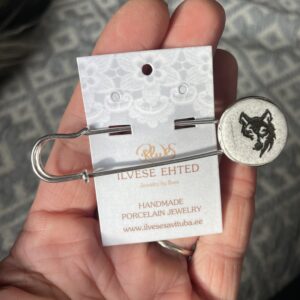 ILVESE EHTED
Jewelry by Ilves
HANDMADE
PORCELAIN JEWELRY
www.ilvesesavituba.ee